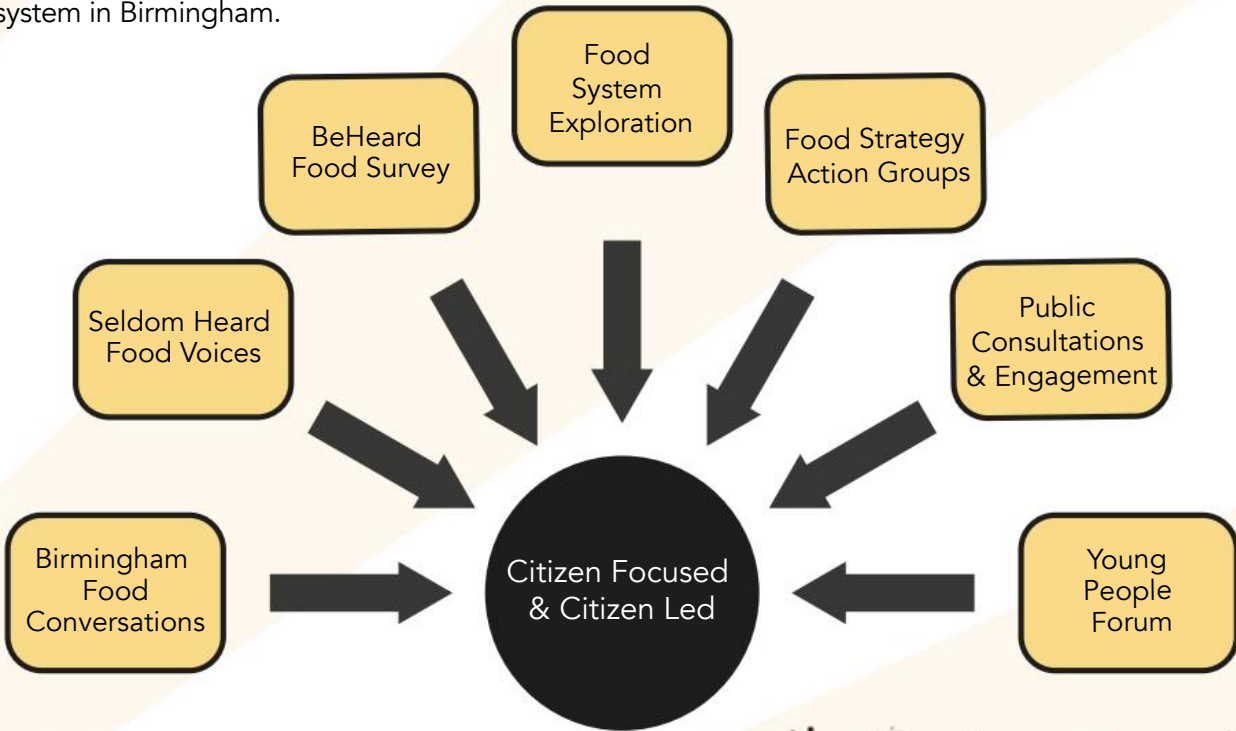 system in Birmingham.
Food
System
Exploration
BeHeard
Food Survey
Food Strategy
Action Groups
Seldom Heard
Food Voices
Public
Consultations
& Engagement
Birmingham
Food
Conversations
Citizen Focused
& Citizen Led
Young
People
Forum